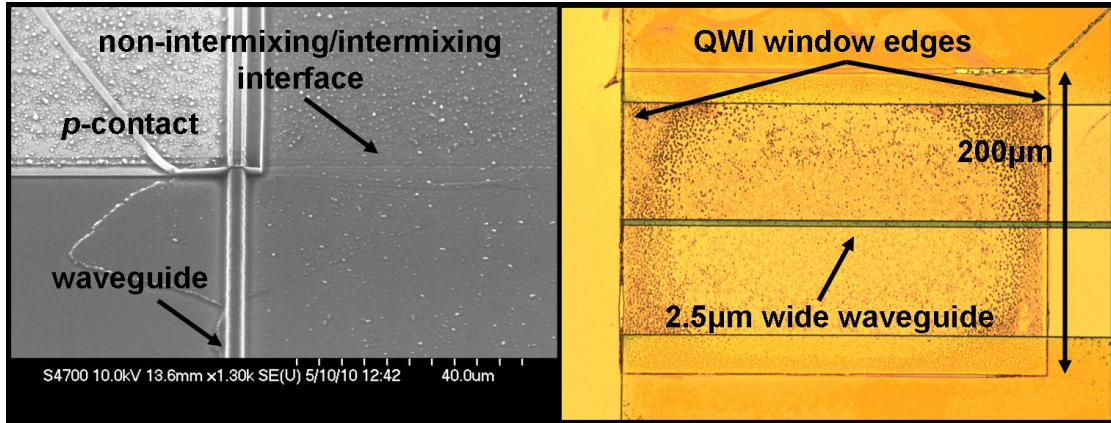 non-intermixing/intermixing
interface
p-contact
waveguide
S4700 10.0kV 13.6mm x1.30k SE(U) 5/10/10 12:42 40.0um
QWI window edges
200μm
2.5μm wide waveguide